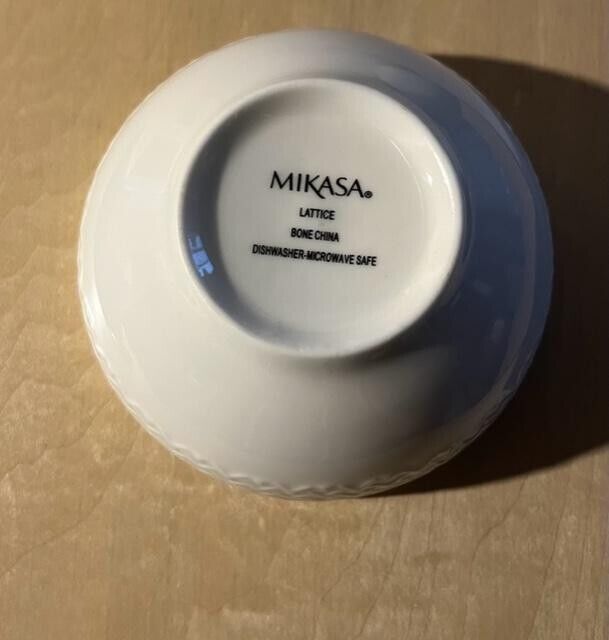 MIKASA®
LATTICE
BONE CHINA
DISHWASHER-MICROWAVE SAFE